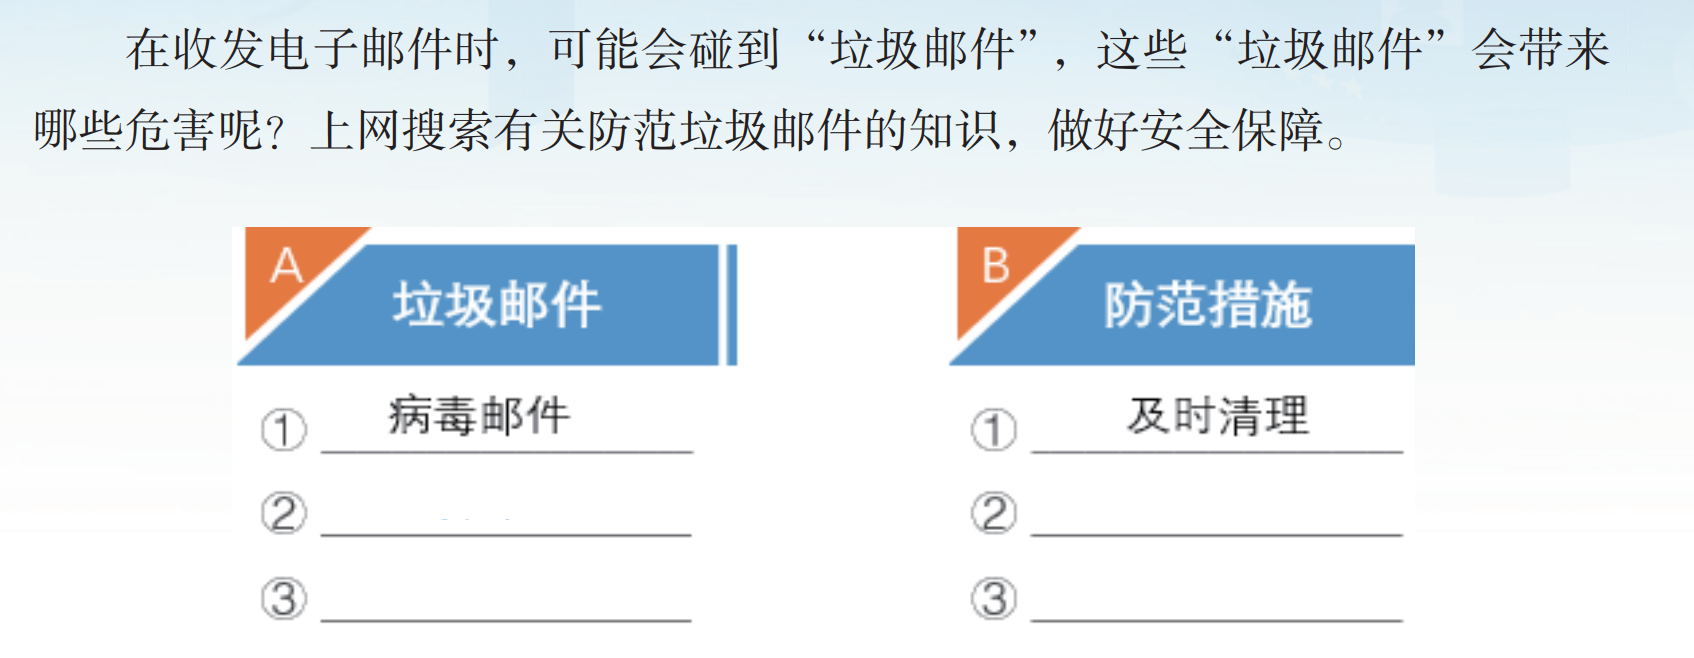 在收发电子邮件时，可能会碰到“垃圾邮件”，这些“垃圾邮件”会带来
哪些危害呢？上网搜索有关防范垃圾邮件的知识，做好安全保障。
A
垃圾邮件
① 病毒邮件
②
③
B
防范措施
① 及时清理
②
③